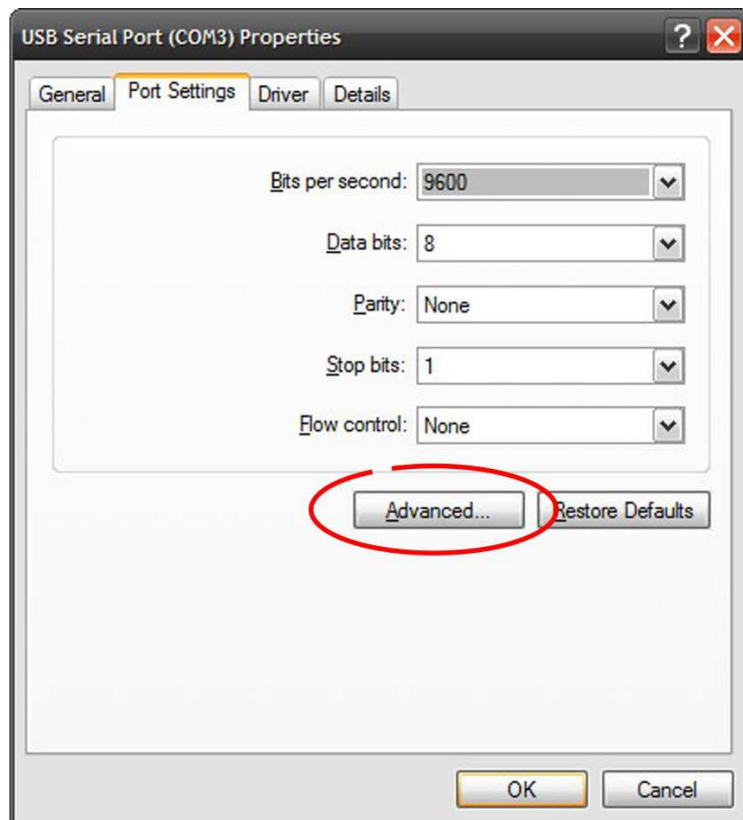 USB Serial Port (COM3) Properties
General Port Settings Driver Details
Bits per second: 9600
Data bits: 8
Parity: None
Stop bits: 1
Flow control: None
Advanced... Restore Defaults
OK Cancel